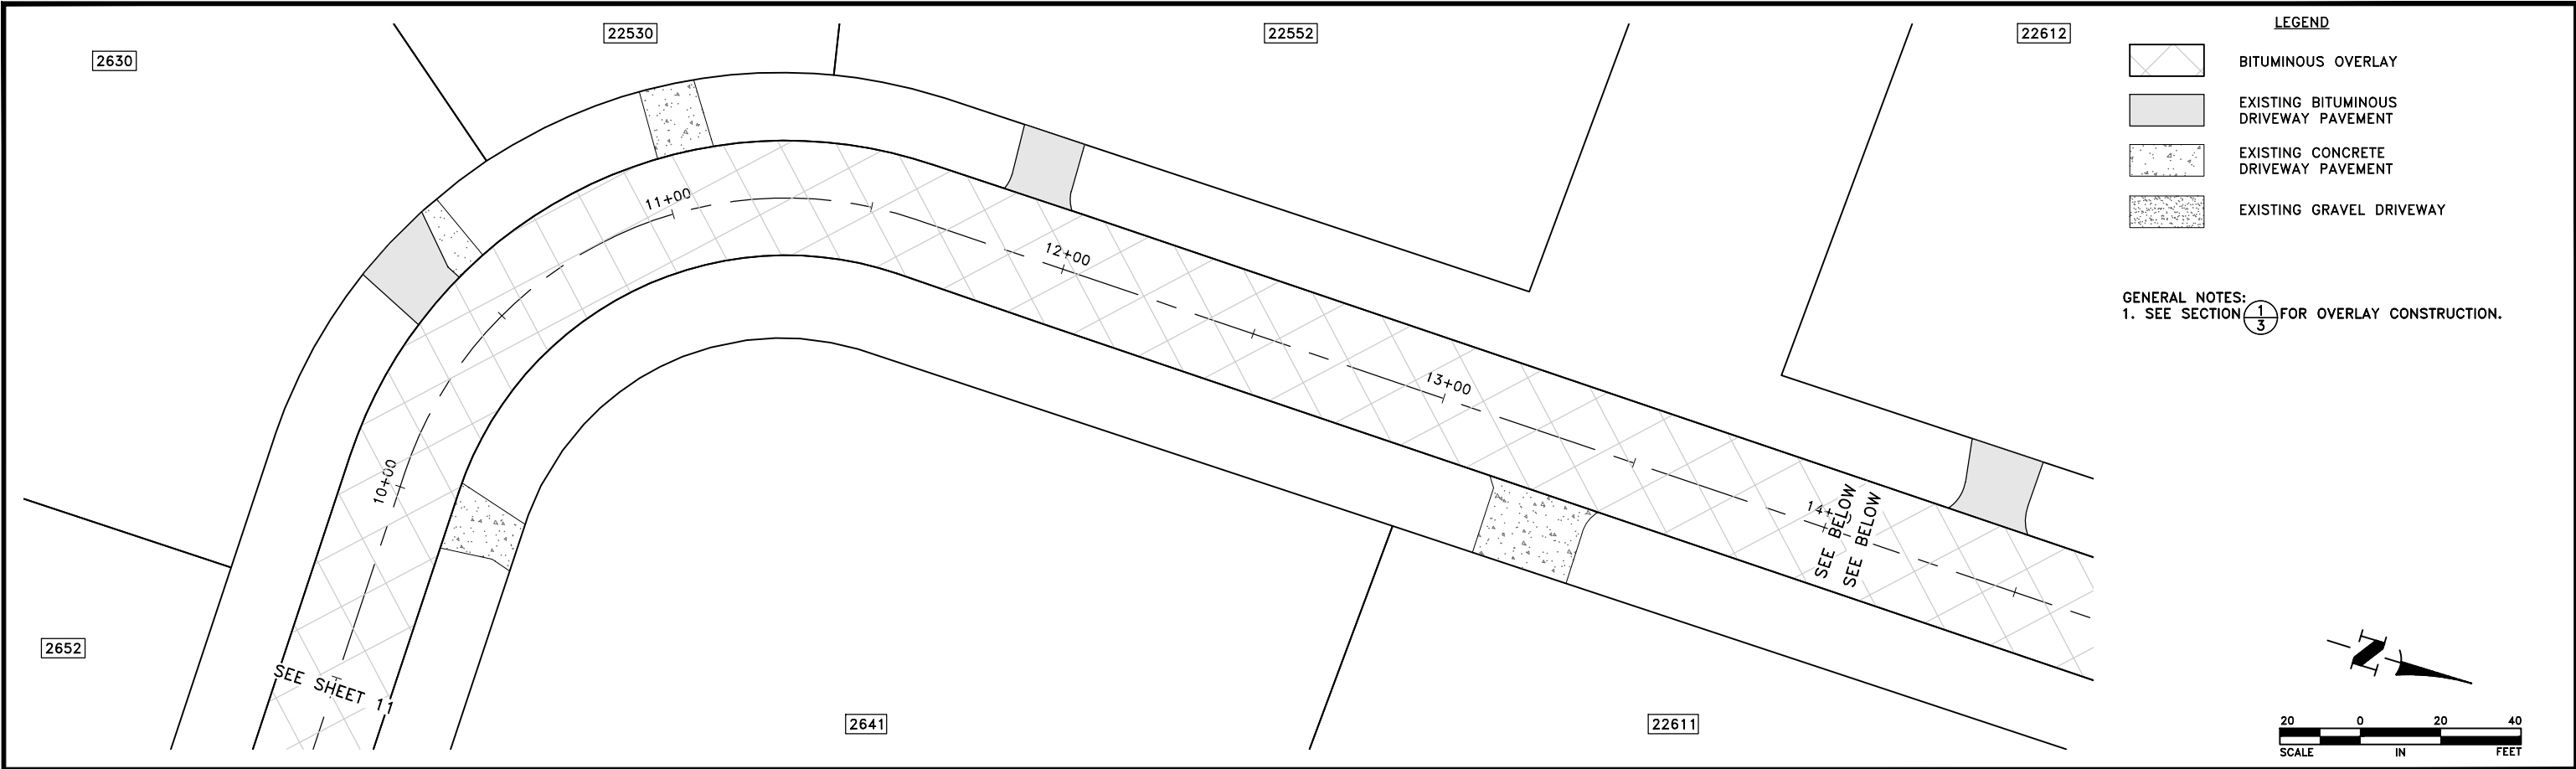 2630
22530
22552
22612
11+00
12+00
13+00
10+00
SEE BELOW
SEE BELOW
2652
SEE SHEET 11
2641
22611
LEGEND
BITUMINOUS OVERLAY
EXISTING BITUMINOUS
DRIVEWAY PAVEMENT
EXISTING CONCRETE
DRIVEWAY PAVEMENT
EXISTING GRAVEL DRIVEWAY
GENERAL NOTES:
1. SEE SECTION 1/3 FOR OVERLAY CONSTRUCTION.
N
20 0 20 40
SCALE IN FEET